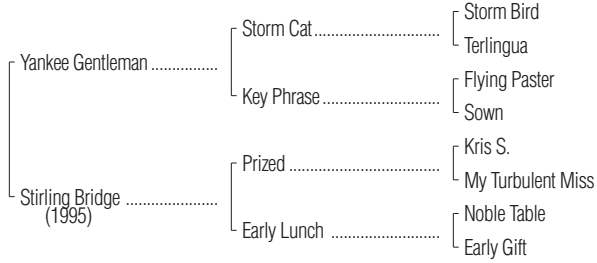 Storm Bird
Storm Cat
Terlingua
Yankee Gentleman
Flying Paster
Key Phrase
Sown
Kris S.
Prized
My Turbulent Miss
Stirling Bridge
(1995)
Noble Table
Early Lunch
Early Gift